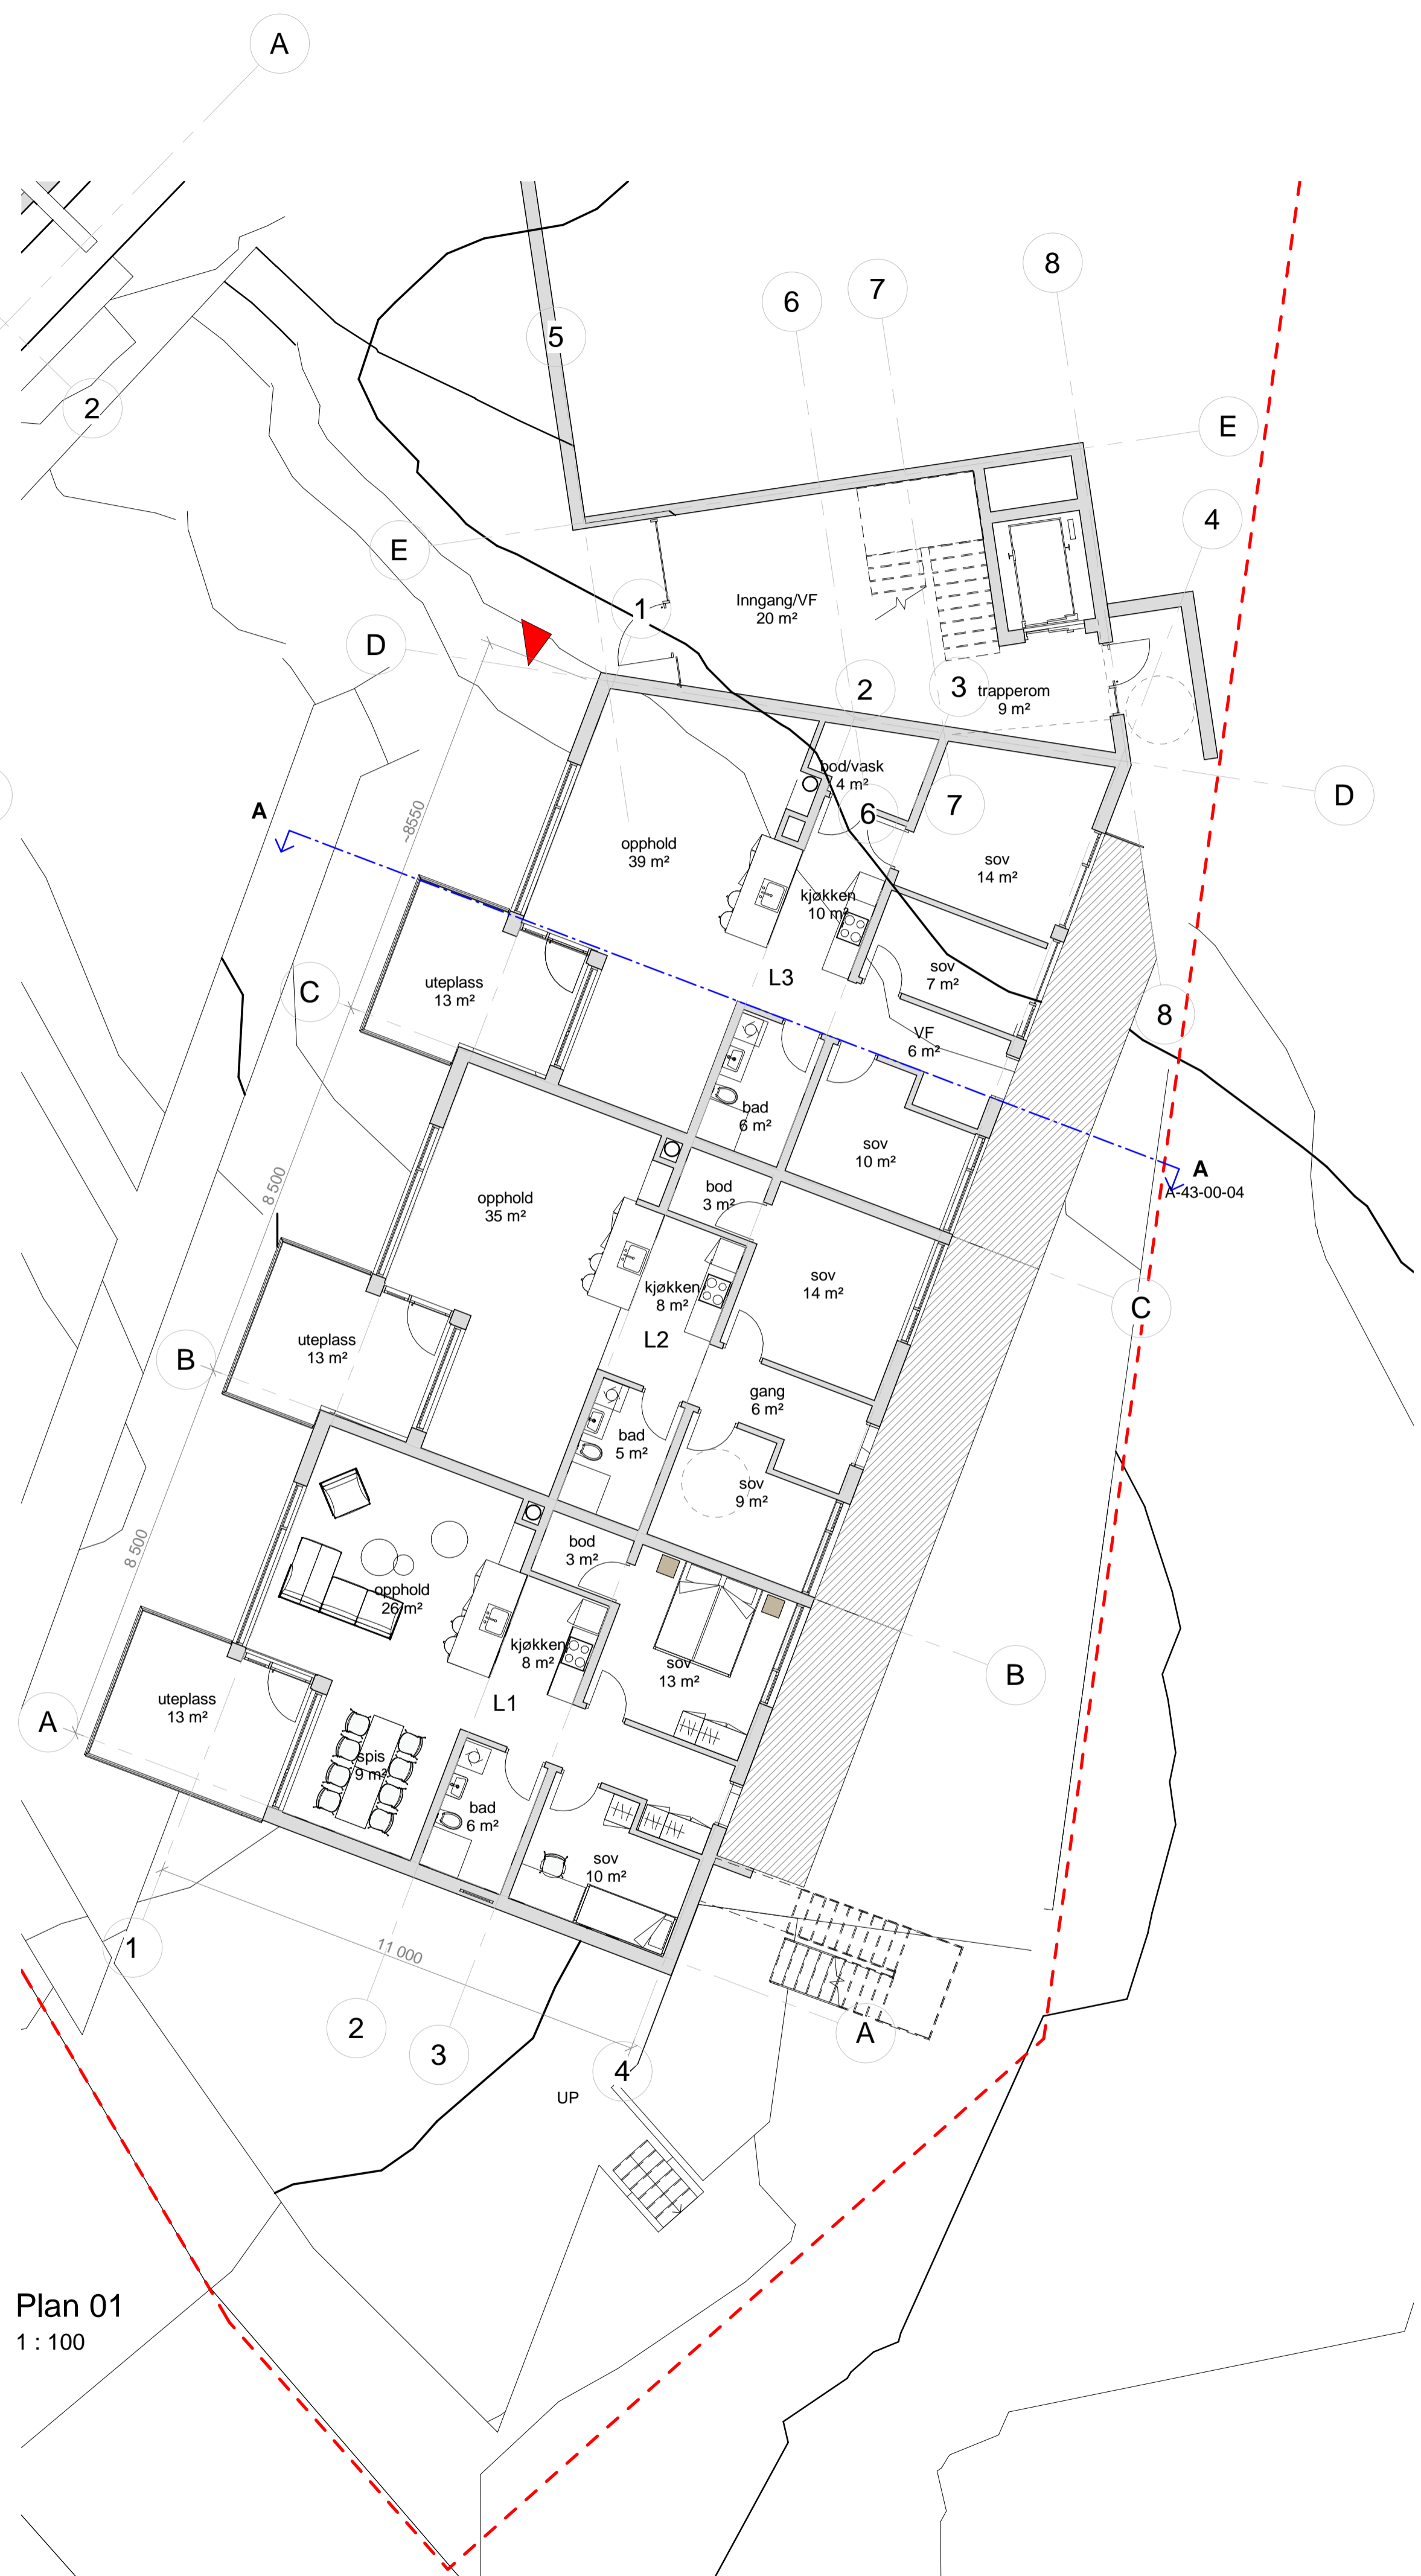 A
8
7
6
5
2
E
4
E
1
Inngang/VF
20 m²
D
2
3
trapperom
9 m²
bod/vask
4 m²
D
7
6
A
~8550
opphold
39 m²
sov
14 m²
kjøkken
10 m²
L3
sov
7 m²
uteplass
13 m²
C
8
VF
6 m²
bad
6 m²
sov
10 m²
A
A-43-00-04
8 500
opphold
35 m²
bod
3 m²
kjøkken
8 m²
sov
14 m²
C
L2
uteplass
13 m²
B
gang
6 m²
bad
5 m²
sov
9 m²
8 500
bod
3 m²
opphold
26 m²
kjøkken
8 m²
sov
13 m²
B
L1
uteplass
13 m²
A
spis
9 m²
bad
6 m²
sov
10 m²
1
11 000
2
3
A
4
UP
Plan 01
1 : 100